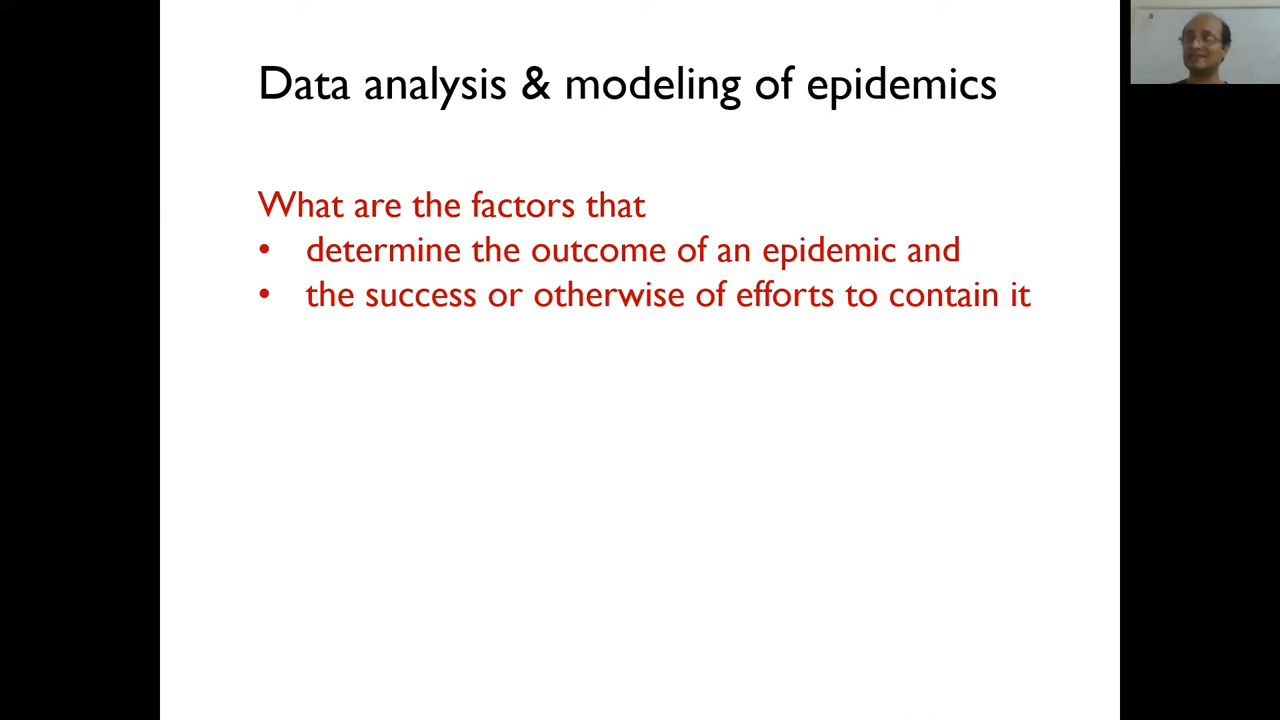 Data analysis & modeling of epidemics
What are the factors that
• determine the outcome of an epidemic and
• the success or otherwise of efforts to contain it